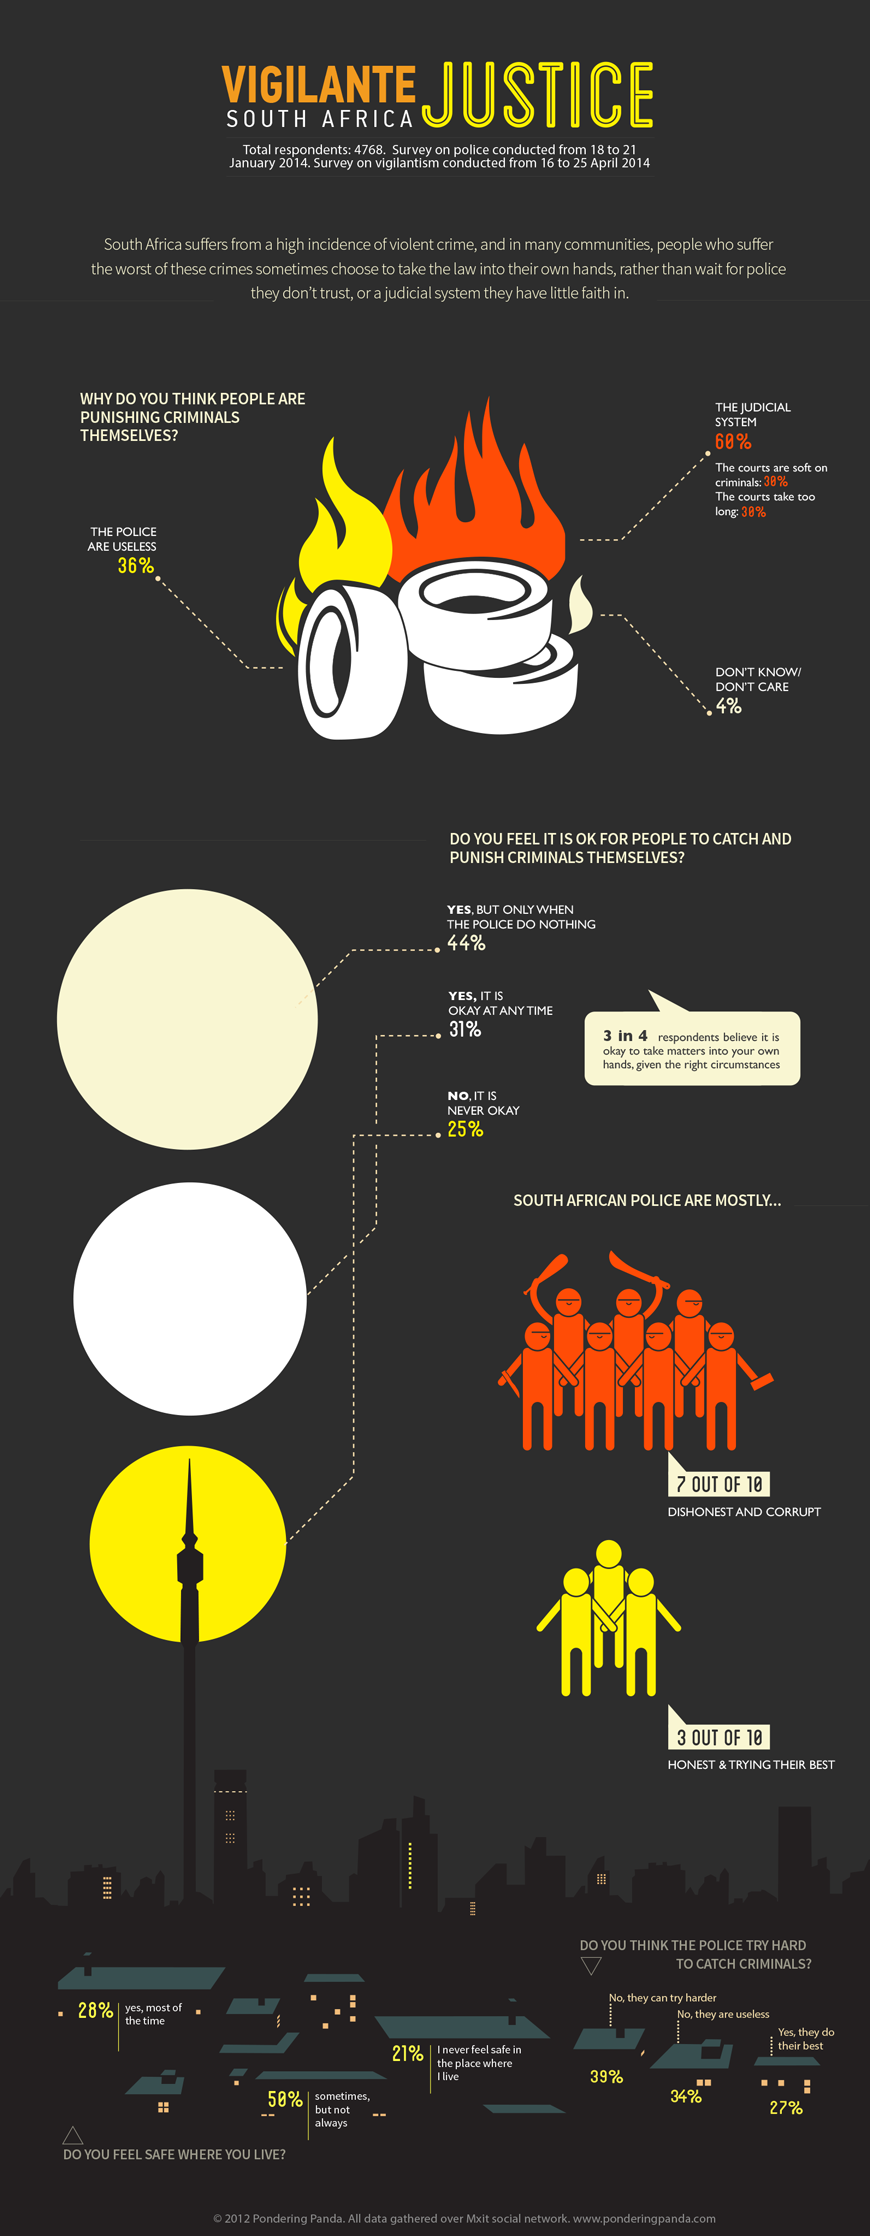 VIGILANTE JUSTICE
SOUTH AFRICA
Total respondents: 4768. Survey on police conducted from 18 to 21
January 2014. Survey on vigilantism conducted from 16 to 25 April 2014
South Africa suffers from a high incidence of violent crime, and in many communities, people who suffer
the worst of these crimes sometimes choose to take the law into their own hands, rather than wait for police
they don't trust, or a judicial system they have little faith in.
WHY DO YOU THINK PEOPLE ARE
PUNISHING CRIMINALS
THEMSELVES?
THE JUDICIAL
SYSTEM
60%
The courts are soft on
criminals: 30%
The courts take too
long: 30%
THE POLICE
ARE USELESS
36%
DON'T KNOW/
DON'T CARE
4%
DO YOU FEEL IT IS OK FOR PEOPLE TO CATCH AND
PUNISH CRIMINALS THEMSELVES?
YES, BUT ONLY WHEN
THE POLICE DO NOTHING
44%
YES, IT IS
OKAY AT ANY TIME
31%
3 in 4 respondents believe it is
okay to take matters into your own
hands, given the right circumstances
NO, IT IS
NEVER OKAY
25%
SOUTH AFRICAN POLICE ARE MOSTLY...
7 OUT OF 10
DISHONEST AND CORRUPT
3 OUT OF 10
HONEST & TRYING THEIR BEST
DO YOU THINK THE POLICE TRY HARD
TO CATCH CRIMINALS?
No, they can try harder
39%
No, they are useless
34%
Yes, they do
their best
27%
28%
yes, most of
the time
21%
I never feel safe in
the place where
I live
50%
sometimes,
but not
always
DO YOU FEEL SAFE WHERE YOU LIVE?
© 2012 Pondering Panda. All data gathered over Mxit social network. www.ponderingpanda.com